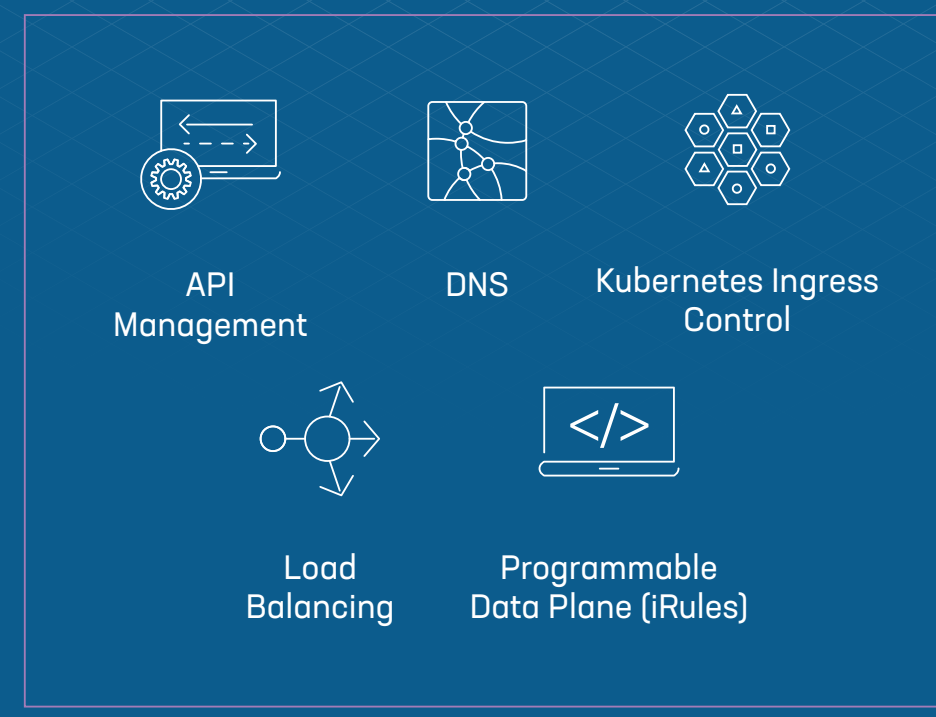 API
Management
DNS
Kubernetes Ingress
Control
</>
Load
Balancing
Programmable
Data Plane (iRules)